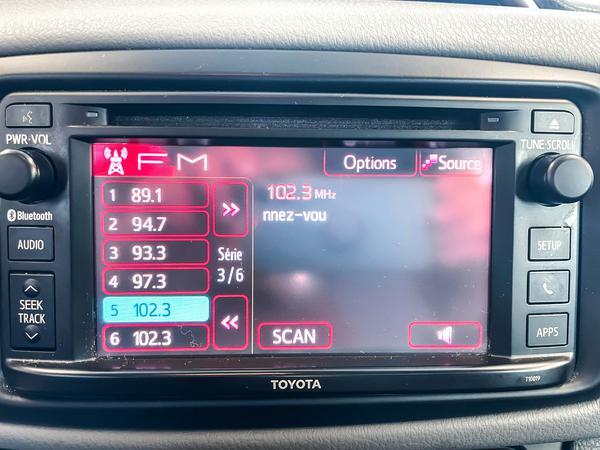 PWR·VOL
Bluetooth
AUDIO
SEEK
TRACK
FM
Options
Source
1 89.1
2 94.7
3 93.3
4 97.3
5 102.3
6 102.3
>>
Série
3/6
<<
102.3 MHz
nnez-vou
SCAN
TUNE·SCROLL
SETUP
APPS
TOYOTA
T10019